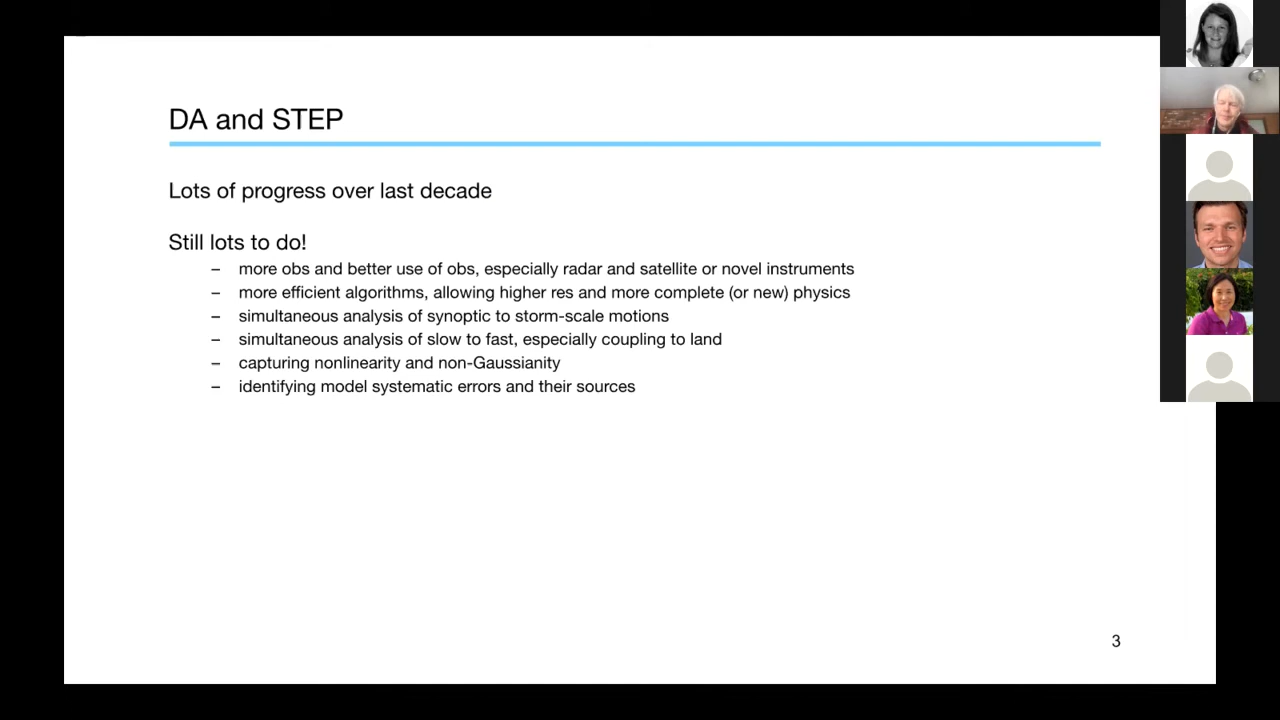 DA and STEP
Lots of progress over last decade
Still lots to do!
– more obs and better use of obs, especially radar and satellite or novel instruments
– more efficient algorithms, allowing higher res and more complete (or new) physics
– simultaneous analysis of synoptic to storm-scale motions
– simultaneous analysis of slow to fast, especially coupling to land
– capturing nonlinearity and non-Gaussianity
– identifying model systematic errors and their sources
3